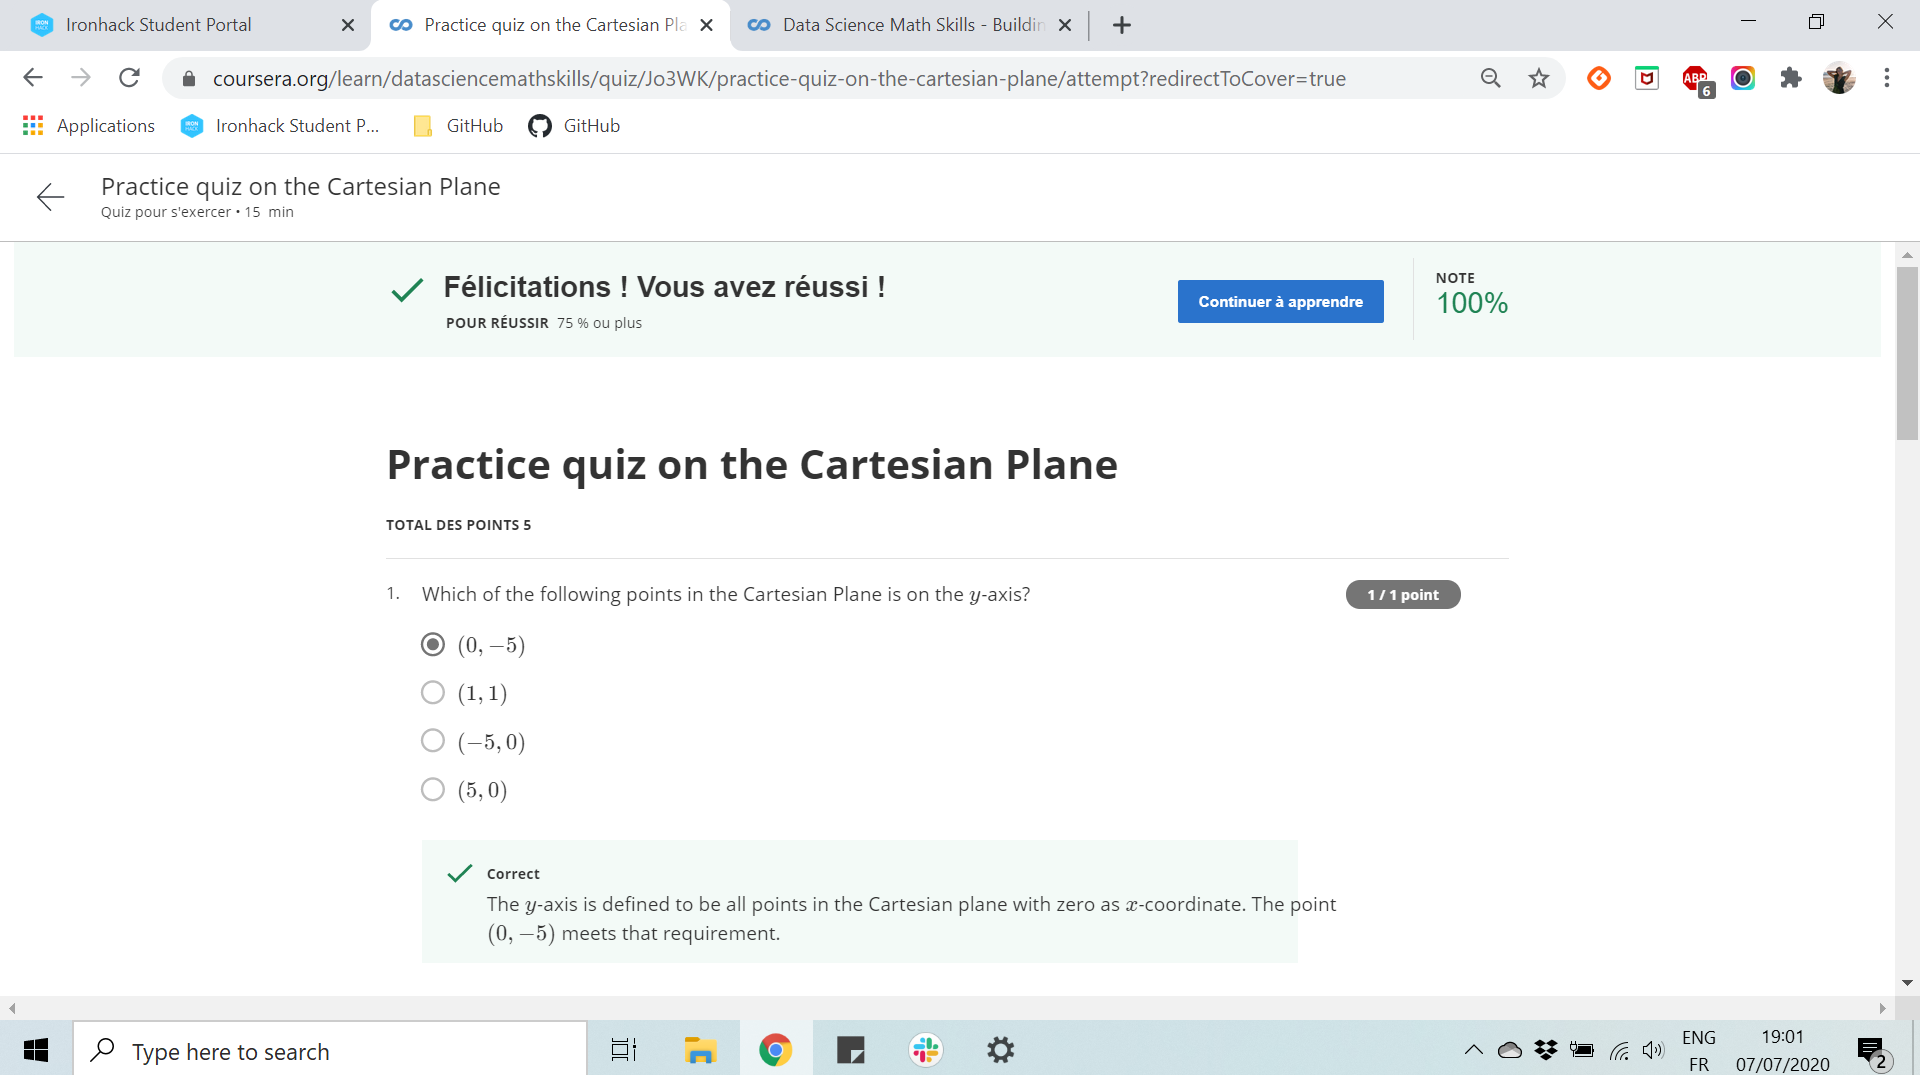 Ironhack Student Portal
Practice quiz on the Cartesian Pla
Data Science Math Skills - Buildin
coursera.org/learn/datasciencemathskills/quiz/Jo3WK/practice-quiz-on-the-cartesian-plane/attempt?redirectToCover=true
ABP
6
Applications
IRON HACK
Ironhack Student P...
GitHub
GitHub
Practice quiz on the Cartesian Plane
Quiz pour s'exercer • 15 min
Félicitations ! Vous avez réussi !
POUR RÉUSSIR 75 % ou plus
Continuer à apprendre
NOTE
100%
Practice quiz on the Cartesian Plane
TOTAL DES POINTS 5
1. Which of the following points in the Cartesian Plane is on the y-axis?
1 / 1 point
(0, −5)
(1, 1)
(−5, 0)
(5, 0)
Correct
The y-axis is defined to be all points in the Cartesian plane with zero as x-coordinate. The point
(0, −5) meets that requirement.
Type here to search
ENG
FR
19:01
07/07/2020
2